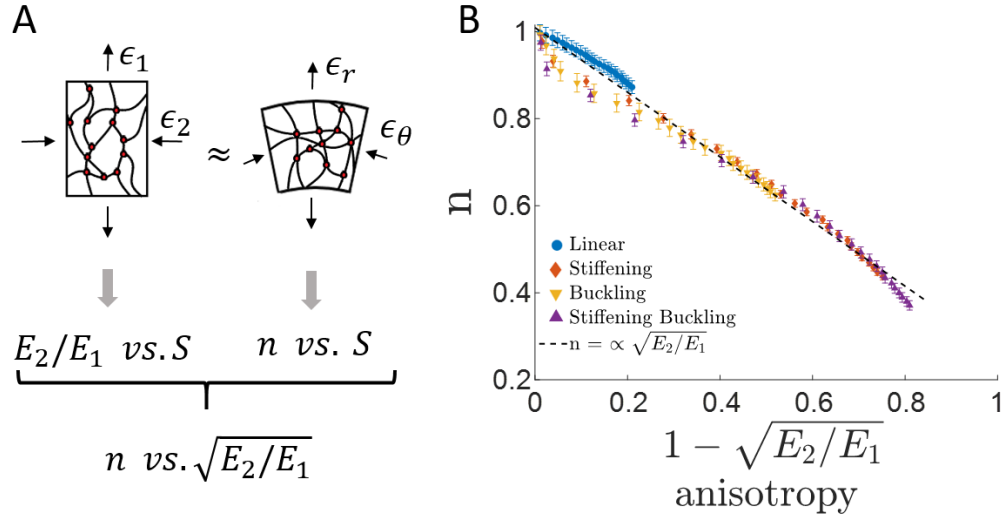 A
ϵ₁
ϵ₂
≈
ϵᵣ
ϵ_θ
E₂/E₁ vs. S
n vs. S
n vs. √(E₂/E₁)
B
n
1
0.8
0.6
0.4
0.2
Linear
Stiffening
Buckling
Stiffening Buckling
n = ∝ √(E₂/E₁)
0 0.2 0.4 0.6 0.8 1
1 − √(E₂/E₁)
anisotropy